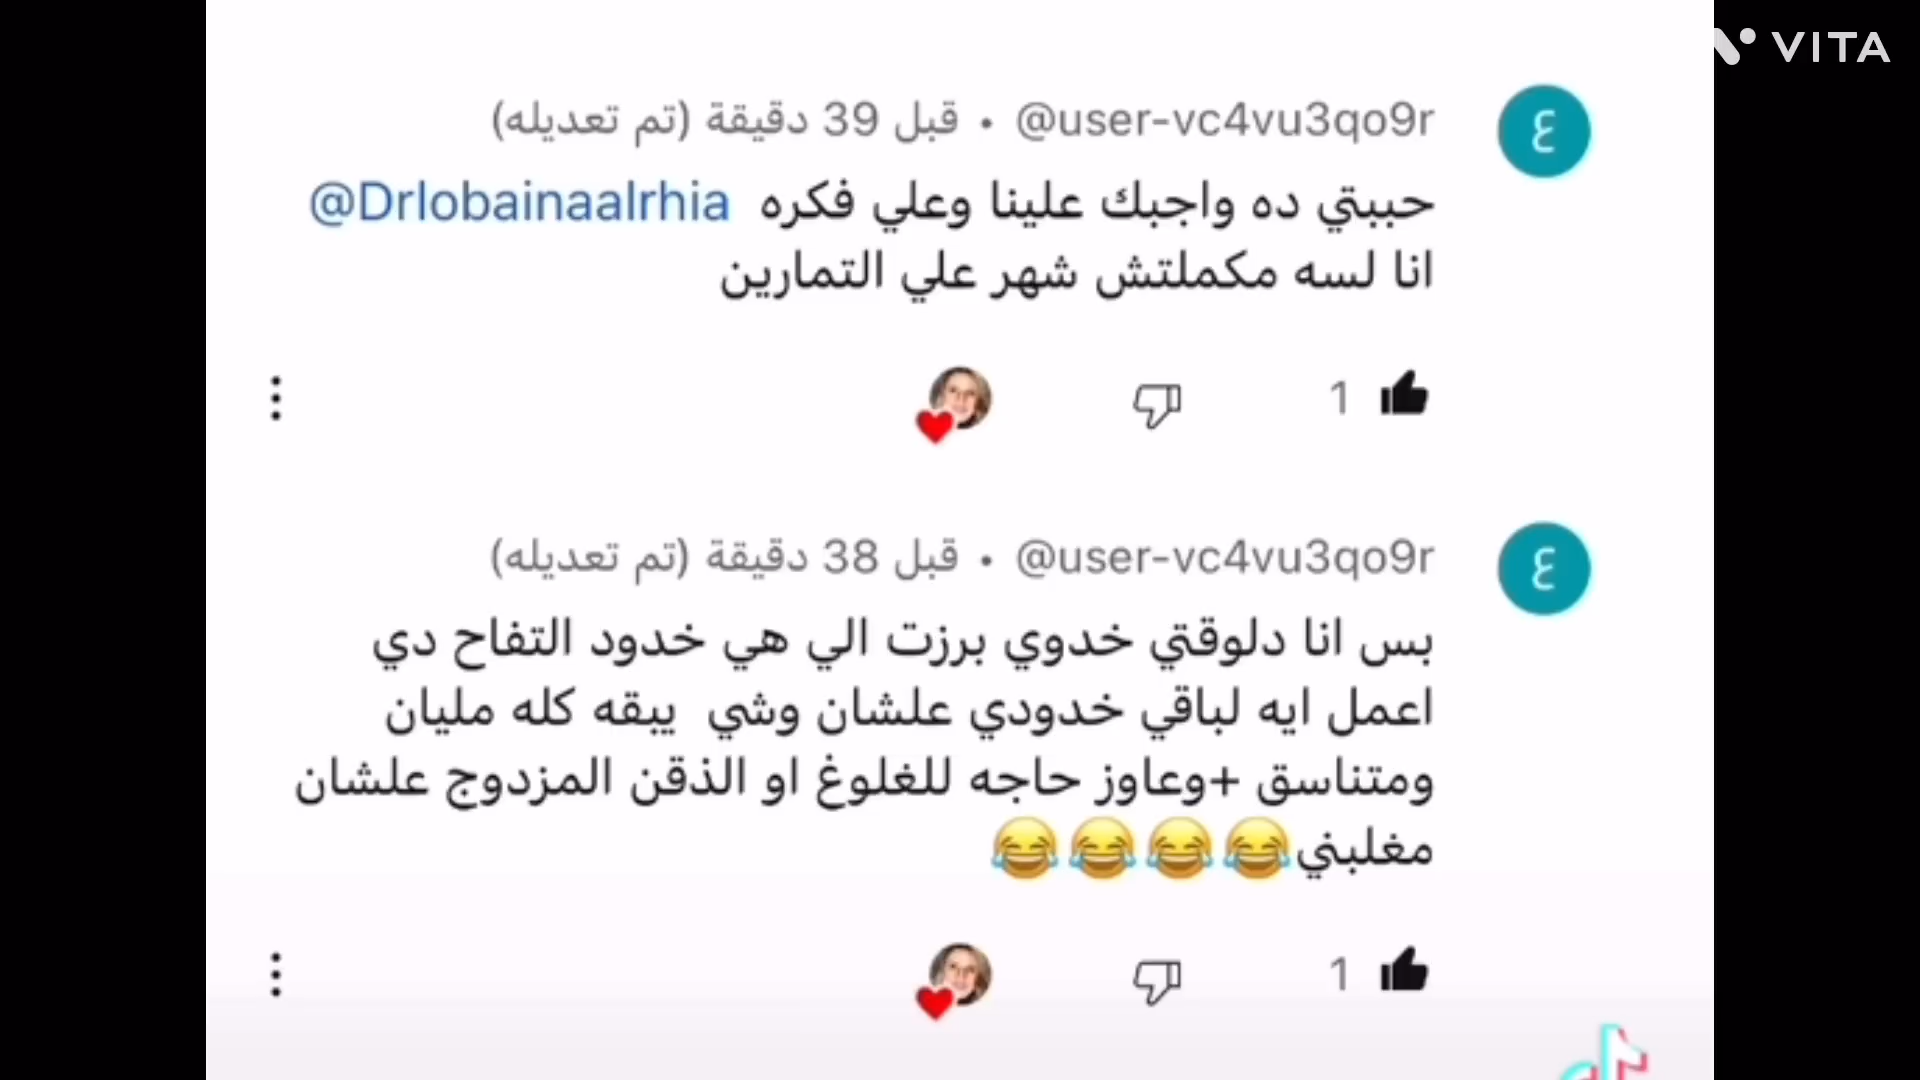 VITA
@user-vc4vu3qo9r • قبل 39 دقيقة (تم تعديله)
ع
@Drlobainaalrhia حببتي ده واجبك علينا وعلي فكره
انا لسه مكملتش شهر علي التمارين
1
@user-vc4vu3qo9r • قبل 38 دقيقة (تم تعديله)
ع
بس انا دلوقتي خدوي برزت الي هي خدود التفاح دي
اعمل ايه لباقي خدودي علشان وشي يبقه كله مليان
ومتناسق +وعاوز حاجه للغلوغ او الذقن المزدوج علشان
مغلبني😂😂😂😂
1